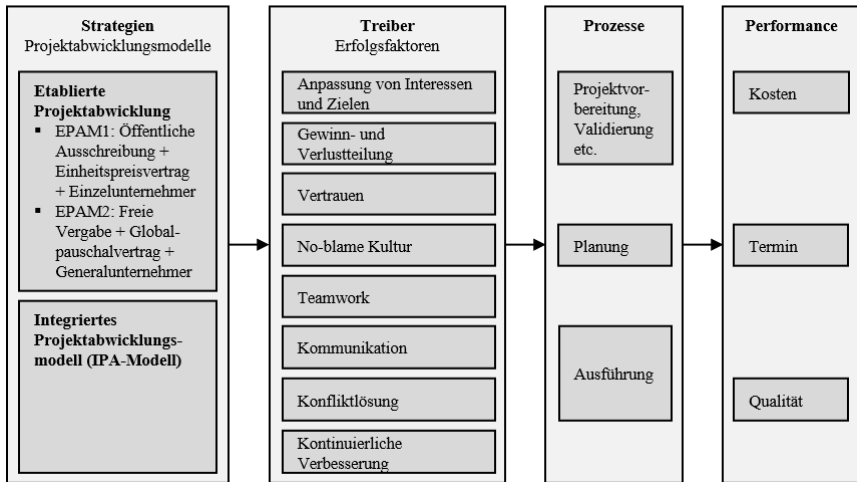 Strategien
Projektabwicklungsmodelle
Etablierte
Projektabwicklung
▪ EPAM1: Öffentliche
Ausschreibung +
Einheitspreisvertrag
+ Einzelunternehmer
▪ EPAM2: Freie
Vergabe + Global-
pauschalvertrag +
Generalunternehmer
Integriertes
Projektabwicklungs-
modell (IPA-Modell)
Treiber
Erfolgsfaktoren
Anpassung von Interessen
und Zielen
Gewinn- und
Verlustteilung
Vertrauen
No-blame Kultur
Teamwork
Kommunikation
Konfliktlösung
Kontinuierliche
Verbesserung
Prozesse
Projektvor-
bereitung,
Validierung
etc.
Planung
Ausführung
Performance
Kosten
Termin
Qualität